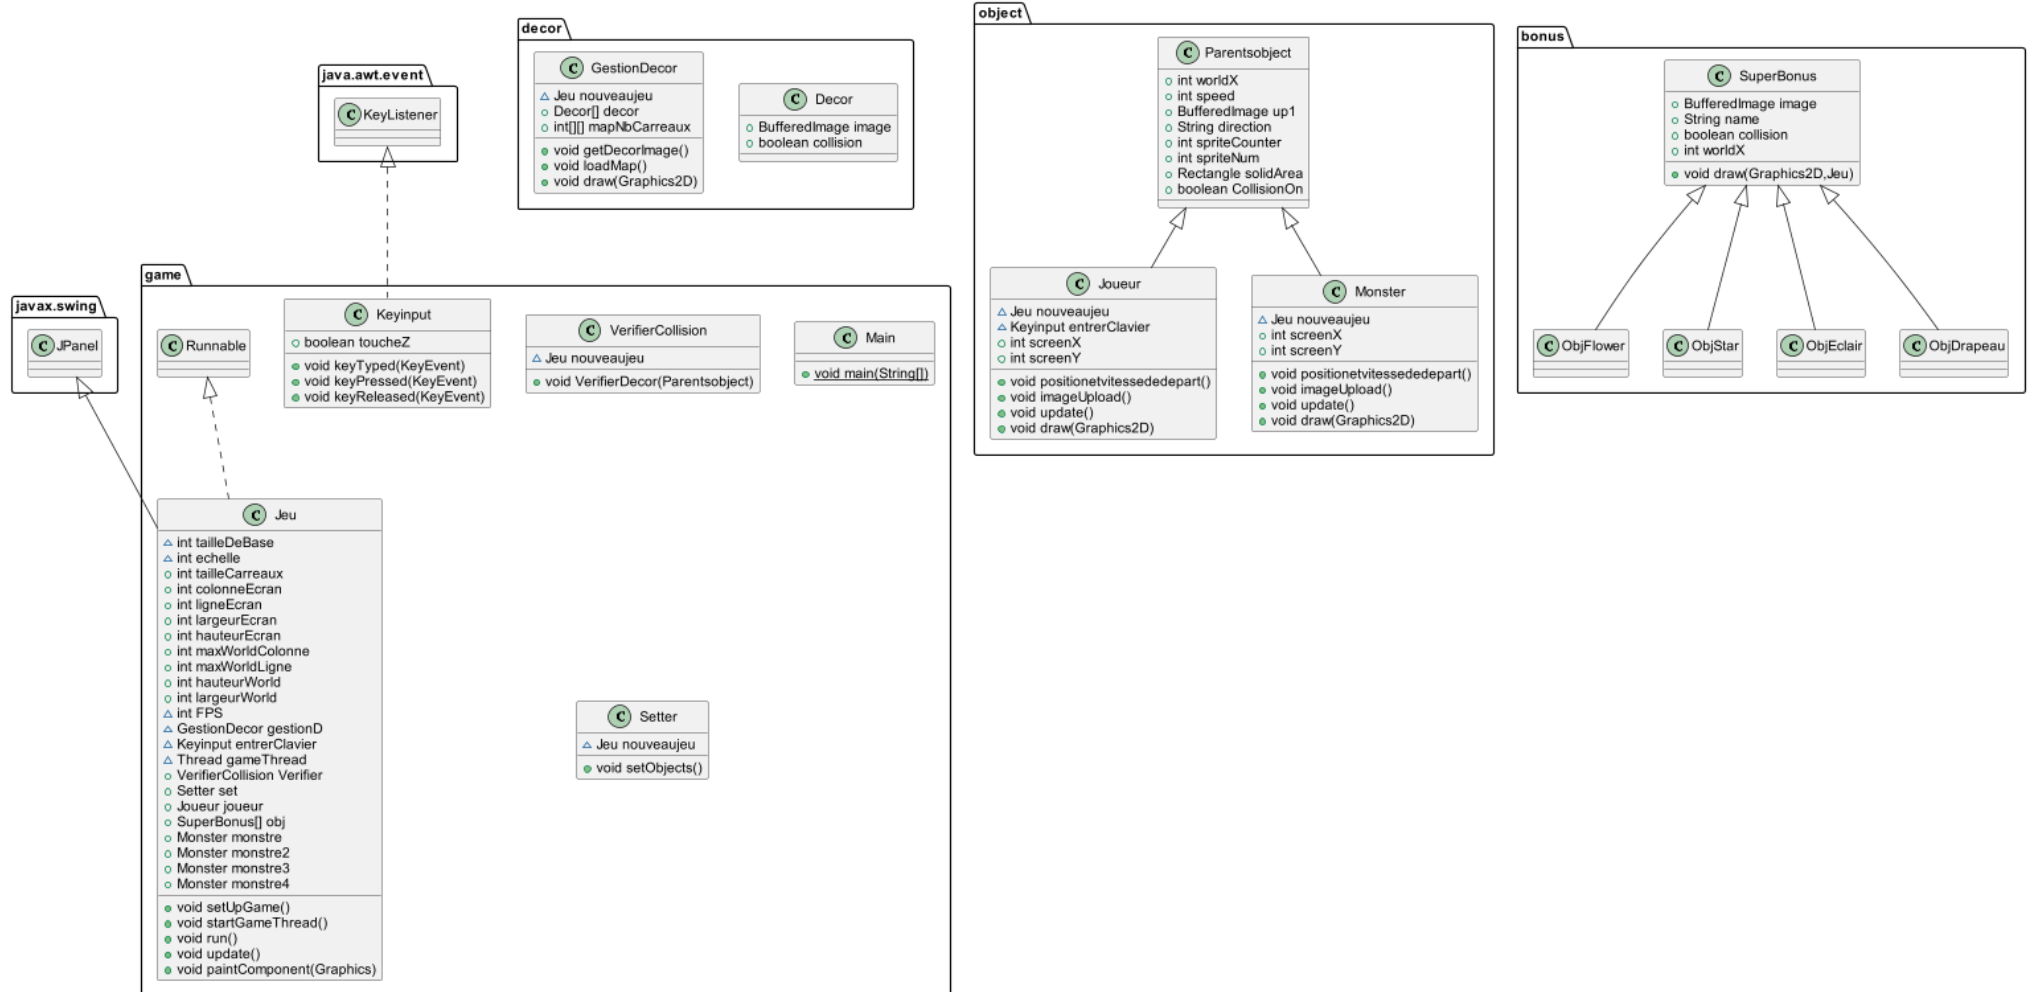 java.awt.event
C KeyListener
decor
C GestionDecor
Jeu nouveaujeu
Decor[] decor
int[][] mapNbCarreaux
void getDecorImage()
void loadMap()
void draw(Graphics2D)
C Decor
BufferedImage image
boolean collision
object
C Parentsobject
int worldX
int speed
BufferedImage up1
String direction
int spriteCounter
int spriteNum
Rectangle solidArea
boolean CollisionOn
C Joueur
Jeu nouveaujeu
Keyinput entrerClavier
int screenX
int screenY
void positionetvitessededepart()
void imageUpload()
void update()
void draw(Graphics2D)
C Monster
Jeu nouveaujeu
int screenX
int screenY
void positionetvitessededepart()
void imageUpload()
void update()
void draw(Graphics2D)
bonus
C SuperBonus
BufferedImage image
String name
boolean collision
int worldX
void draw(Graphics2D,Jeu)
C ObjFlower
C ObjStar
C ObjEclair
C ObjDrapeau
javax.swing
C JPanel
game
C Runnable
C Keyinput
boolean toucheZ
void keyTyped(KeyEvent)
void keyPressed(KeyEvent)
void keyReleased(KeyEvent)
C VerifierCollision
Jeu nouveaujeu
void VerifierDecor(Parentsobject)
C Main
void main(String[])
C Jeu
int tailleDeBase
int echelle
int tailleCarreaux
int colonneEcran
int ligneEcran
int largeurEcran
int hauteurEcran
int maxWorldColonne
int maxWorldLigne
int hauteurWorld
int largeurWorld
int FPS
GestionDecor gestionD
Keyinput entrerClavier
Thread gameThread
VerifierCollision Verifier
Setter set
Joueur joueur
SuperBonus[] obj
Monster monstre
Monster monstre2
Monster monstre3
Monster monstre4
void setUpGame()
void startGameThread()
void run()
void update()
void paintComponent(Graphics)
C Setter
Jeu nouveaujeu
void setObjects()